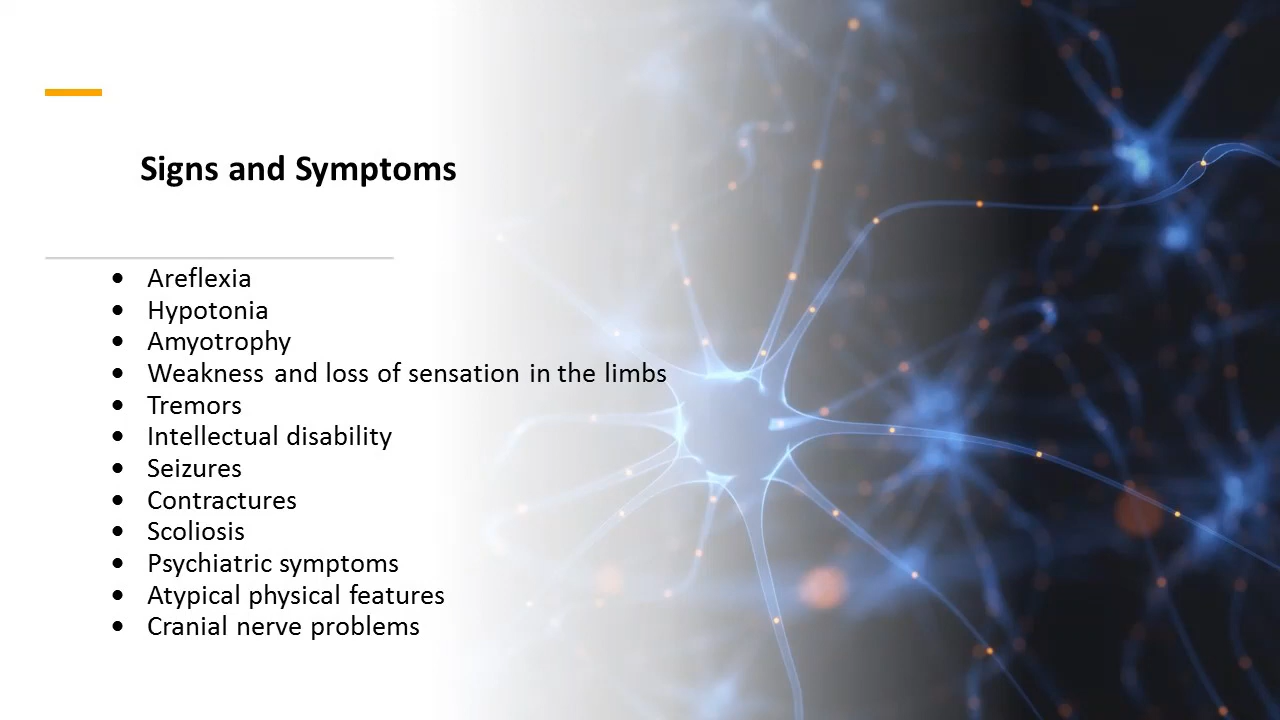 Signs and Symptoms
• Areflexia
• Hypotonia
• Amyotrophy
• Weakness and loss of sensation in the limbs
• Tremors
• Intellectual disability
• Seizures
• Contractures
• Scoliosis
• Psychiatric symptoms
• Atypical physical features
• Cranial nerve problems